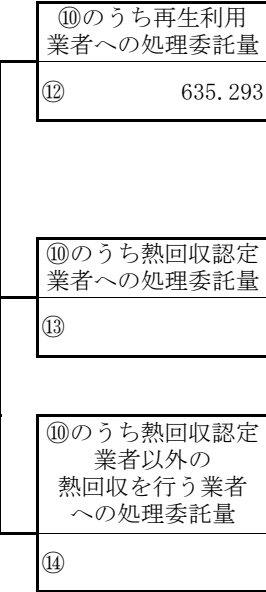 ⑩のうち再生利用
業者への処理委託量
⑫ 635.293
⑩のうち熱回収認定
業者への処理委託量
⑬
⑩のうち熱回収認定
業者以外の
熱回収を行う業者
への処理委託量
⑭